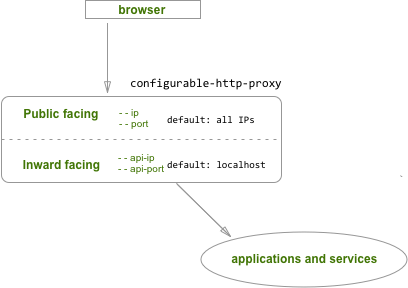 browser
configurable-http-proxy
Public facing
- - ip
- - port
default: all IPs
Inward facing
- - api-ip
- - api-port
default: localhost
applications and services